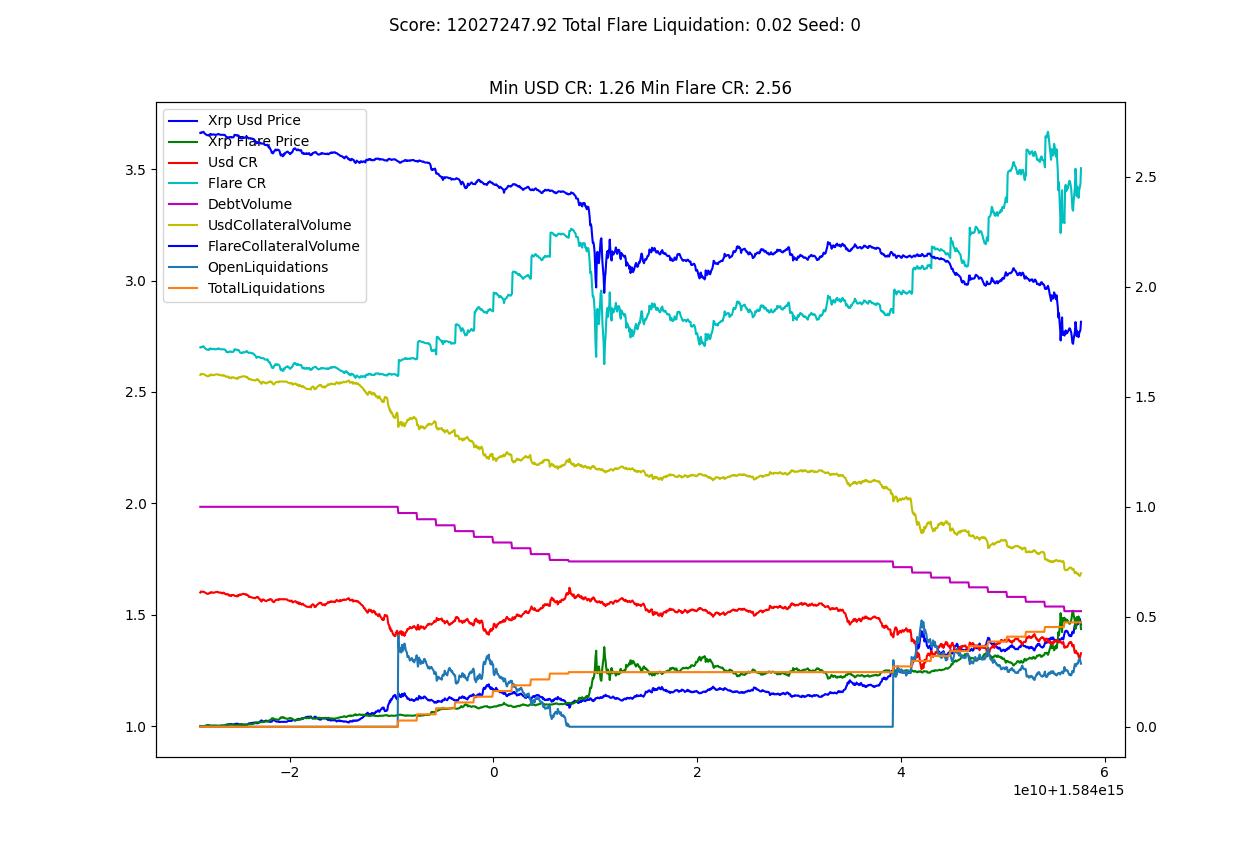 Score: 12027247.92 Total Flare Liquidation: 0.02 Seed: 0
Min USD CR: 1.26 Min Flare CR: 2.56
Xrp Usd Price
Xrp Flare Price
Usd CR
Flare CR
DebtVolume
UsdCollateralVolume
FlareCollateralVolume
OpenLiquidations
TotalLiquidations
3.5
3.0
2.5
2.0
1.5
1.0
2.5
2.0
1.5
1.0
0.5
0.0
−2
0
2
4
6
1e10+1.584e15